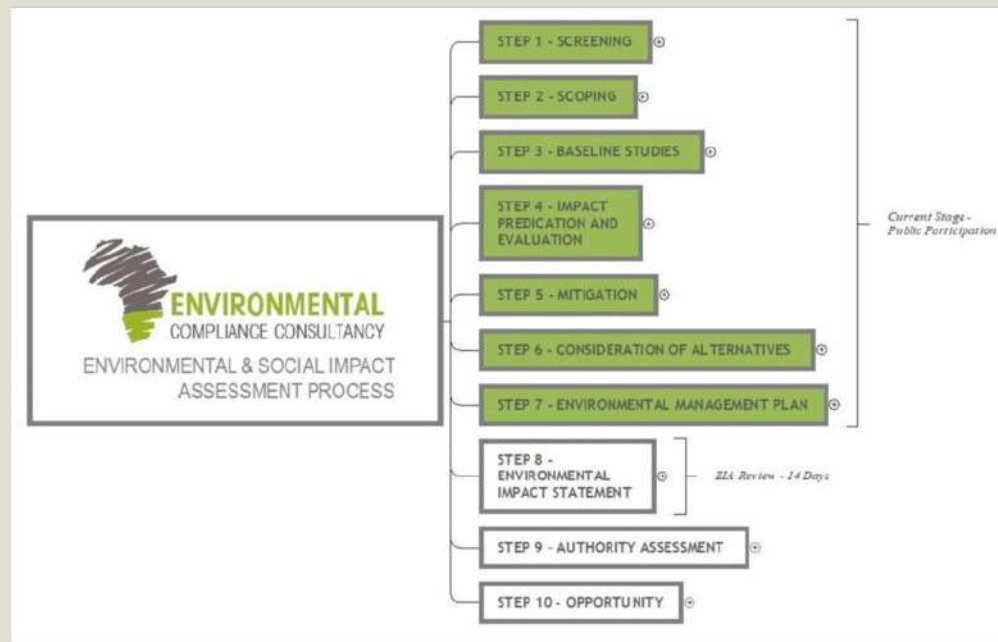 STEP 1 - SCREENING
STEP 2 - SCOPING
STEP 3 - BASELINE STUDIES
STEP 4 - IMPACT
PREDICATION AND
EVALUATION
Current Stage -
Public Participation
ENVIRONMENTAL
COMPLIANCE CONSULTANCY
ENVIRONMENTAL & SOCIAL IMPACT
ASSESSMENT PROCESS
STEP 5 - MITIGATION
STEP 6 - CONSIDERATION OF ALTERNATIVES
STEP 7 - ENVIRONMENTAL MANAGEMENT PLAN
STEP 8 -
ENVIRONMENTAL
IMPACT STATEMENT
EIA Review - 14 Days
STEP 9 - AUTHORITY ASSESSMENT
STEP 10 - OPPORTUNITY